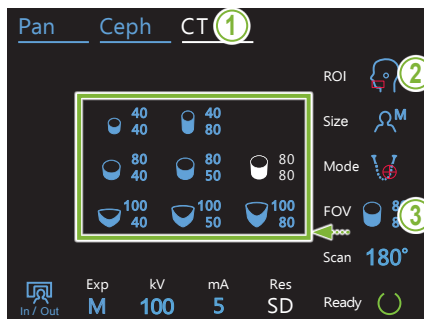 Pan Ceph CT 1
ROI 2
40 40
40 80
Size M
80 80 80
40 50 80
Mode
100 100 100
40 50 80
FOV 3
Scan 180°
Exp kV mA Res
In / Out M 100 5 SD Ready